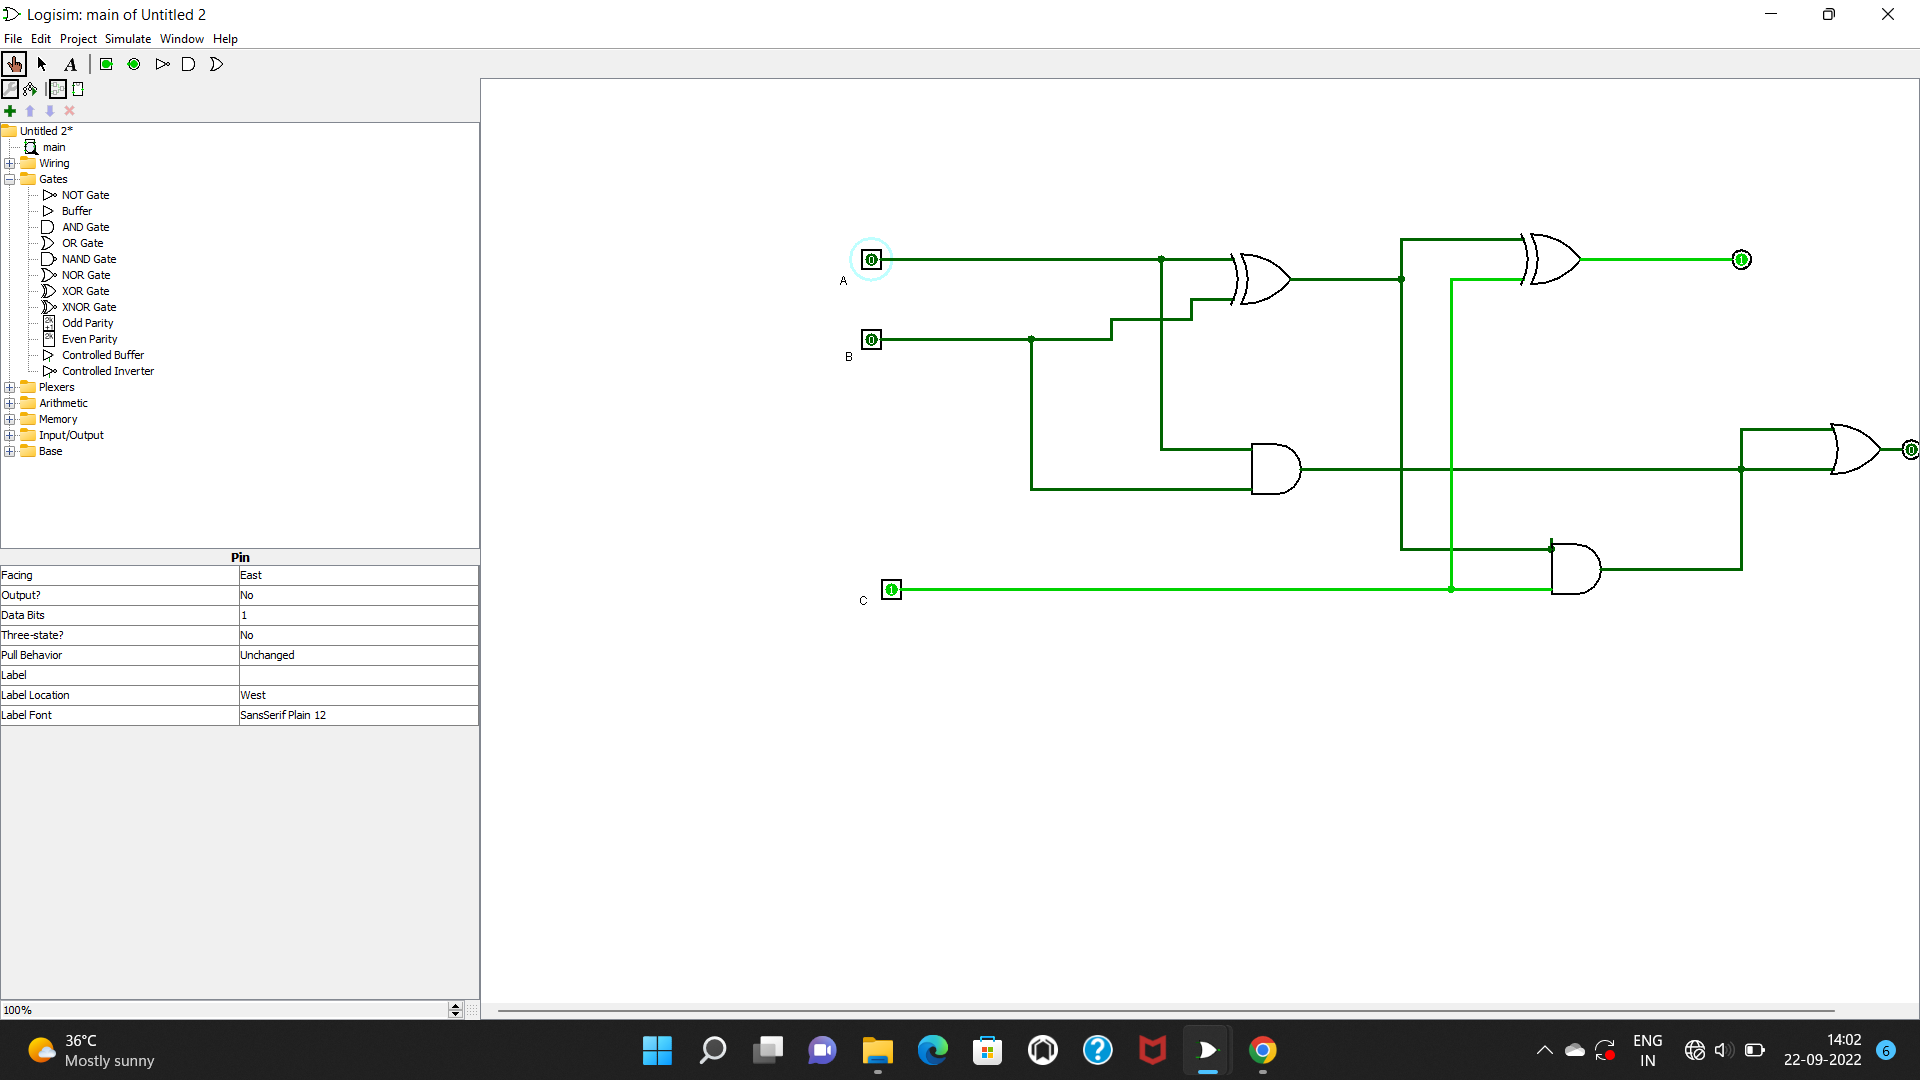 Logisim: main of Untitled 2
File Edit Project Simulate Window Help
A
Untitled 2*
main
Wiring
Gates
NOT Gate
Buffer
AND Gate
OR Gate
NAND Gate
NOR Gate
XOR Gate
XNOR Gate
Odd Parity
Even Parity
Controlled Buffer
Controlled Inverter
Plexers
Arithmetic
Memory
Input/Output
Base
Pin
Facing East
Output? No
Data Bits 1
Three-state? No
Pull Behavior Unchanged
Label
Label Location West
Label Font SansSerif Plain 12
100%
0
A
1
0
B
0
1
C
36°C
Mostly sunny
ENG
IN
14:02
22-09-2022
6